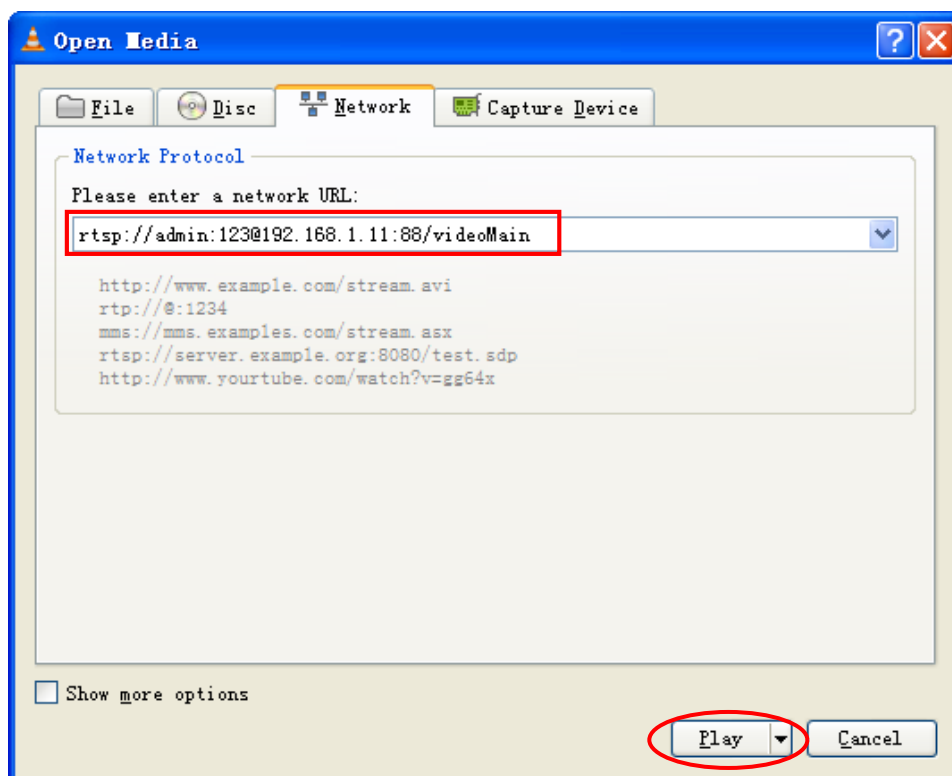 Open Media
File Disc Network Capture Device
Network Protocol
Please enter a network URL:
rtsp://admin:123@192.168.1.11:88/videoMain
http://www.example.com/stream.avi
rtp://@:1234
mms://mms.examples.com/stream.asx
rtsp://server.example.org:8080/test.sdp
http://www.yourtube.com/watch?v=gg64x
Show more options
Play Cancel